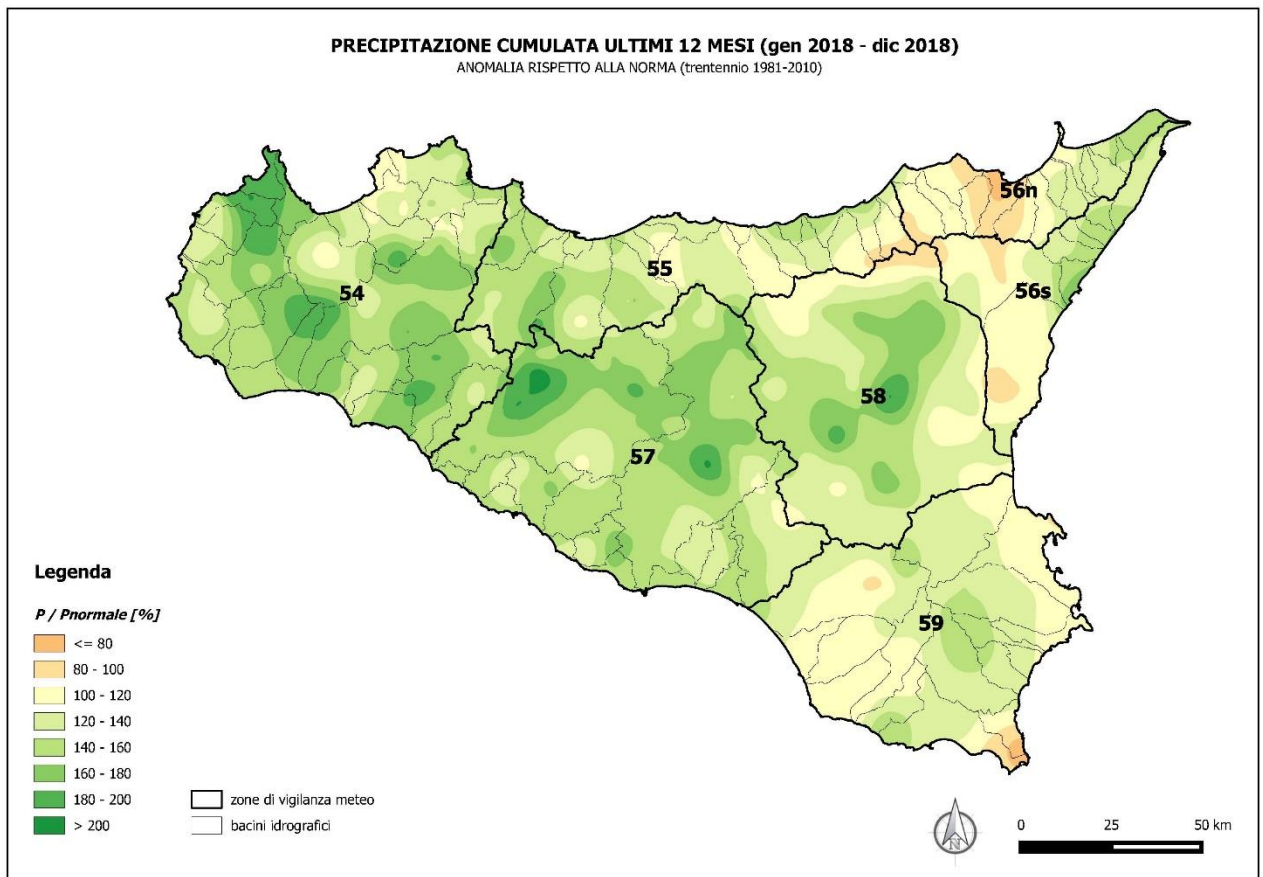 PRECIPITAZIONE CUMULATA ULTIMI 12 MESI (gen 2018 - dic 2018)
ANOMALIA RISPETTO ALLA NORMA (trentennio 1981-2010)
56n
55
54
56s
58
57
59
Legenda
P / Pnormale [%]
<= 80
80 - 100
100 - 120
120 - 140
140 - 160
160 - 180
180 - 200
> 200
zone di vigilanza meteo
bacini idrografici
N
0 25 50 km